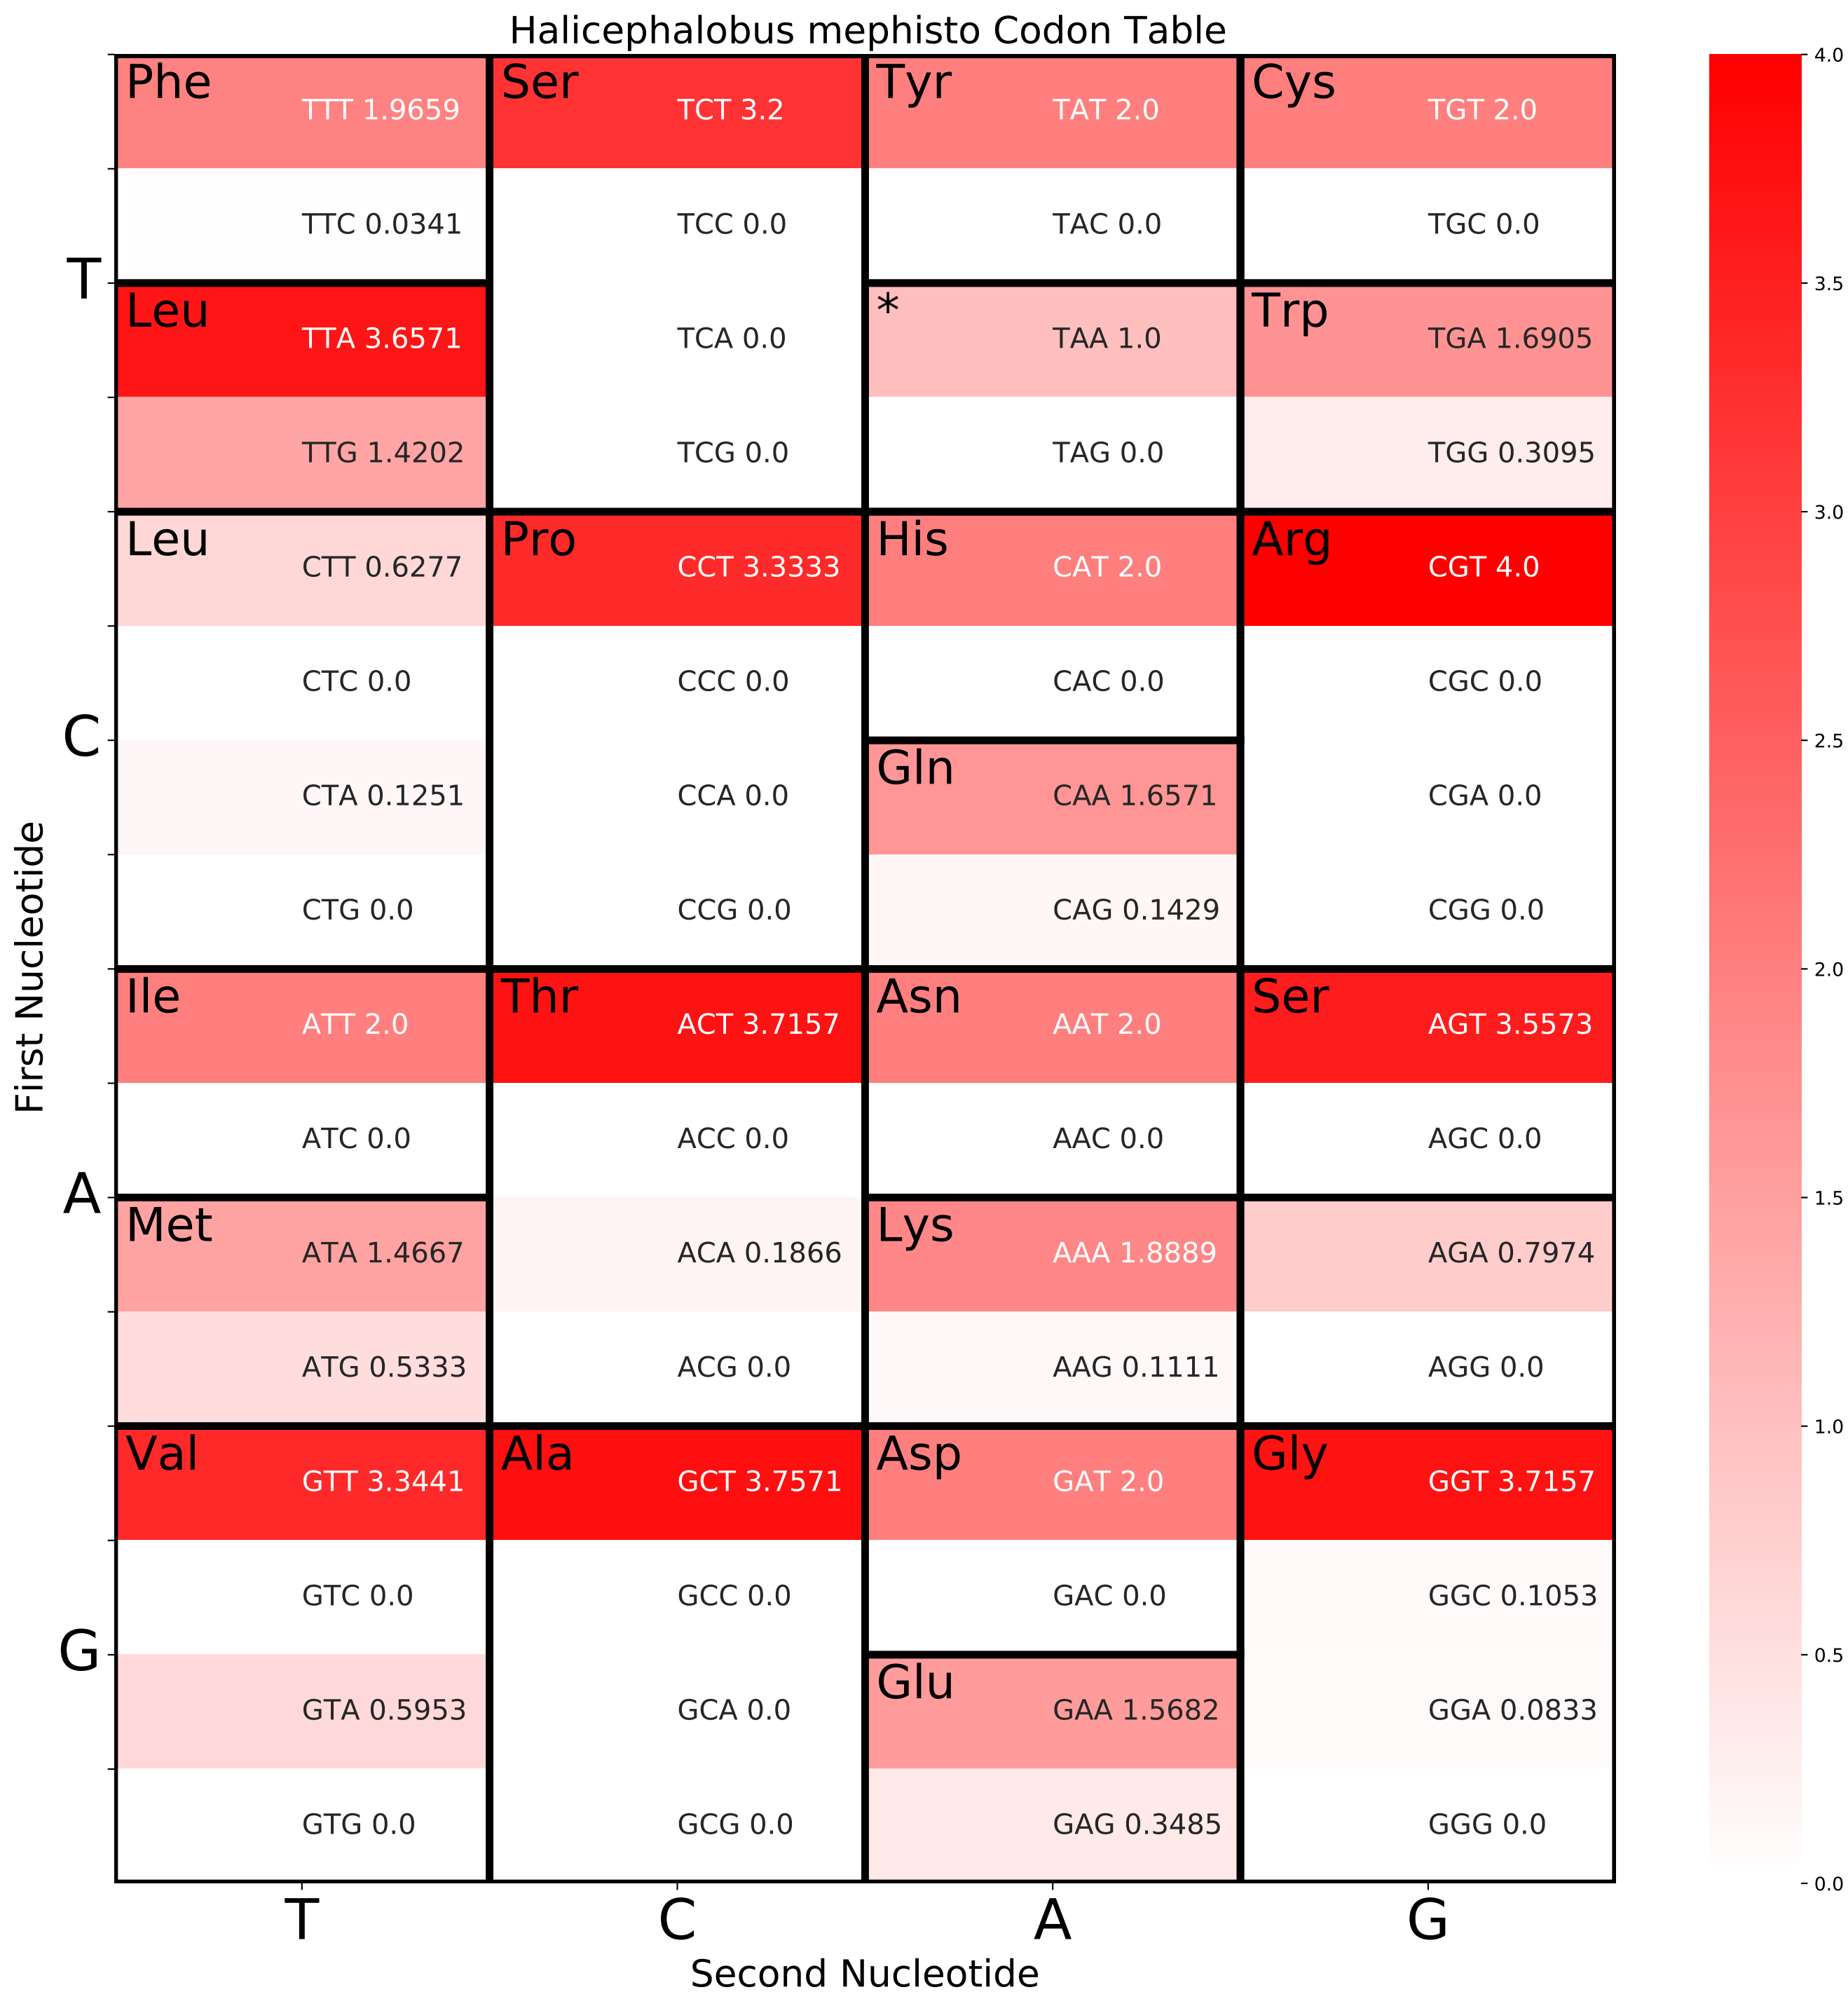 Halicephalobus mephisto Codon Table
Phe Ser Tyr Cys
TTT 1.9659 TCT 3.2 TAT 2.0 TGT 2.0
TTC 0.0341 TCC 0.0 TAC 0.0 TGC 0.0
T
Leu * Trp
TTA 3.6571 TCA 0.0 TAA 1.0 TGA 1.6905
TTG 1.4202 TCG 0.0 TAG 0.0 TGG 0.3095
Leu Pro His Arg
CTT 0.6277 CCT 3.3333 CAT 2.0 CGT 4.0
CTC 0.0 CCC 0.0 CAC 0.0 CGC 0.0
C
Gln
CTA 0.1251 CCA 0.0 CAA 1.6571 CGA 0.0
CTG 0.0 CCG 0.0 CAG 0.1429 CGG 0.0
Ile Thr Asn Ser
ATT 2.0 ACT 3.7157 AAT 2.0 AGT 3.5573
ATC 0.0 ACC 0.0 AAC 0.0 AGC 0.0
A
Met Lys
ATA 1.4667 ACA 0.1866 AAA 1.8889 AGA 0.7974
ATG 0.5333 ACG 0.0 AAG 0.1111 AGG 0.0
Val Ala Asp Gly
GTT 3.3441 GCT 3.7571 GAT 2.0 GGT 3.7157
GTC 0.0 GCC 0.0 GAC 0.0 GGC 0.1053
G
Glu
GTA 0.5953 GCA 0.0 GAA 1.5682 GGA 0.0833
GTG 0.0 GCG 0.0 GAG 0.3485 GGG 0.0
T C A G
Second Nucleotide
First Nucleotide
4.0
3.5
3.0
2.5
2.0
1.5
1.0
0.5
0.0